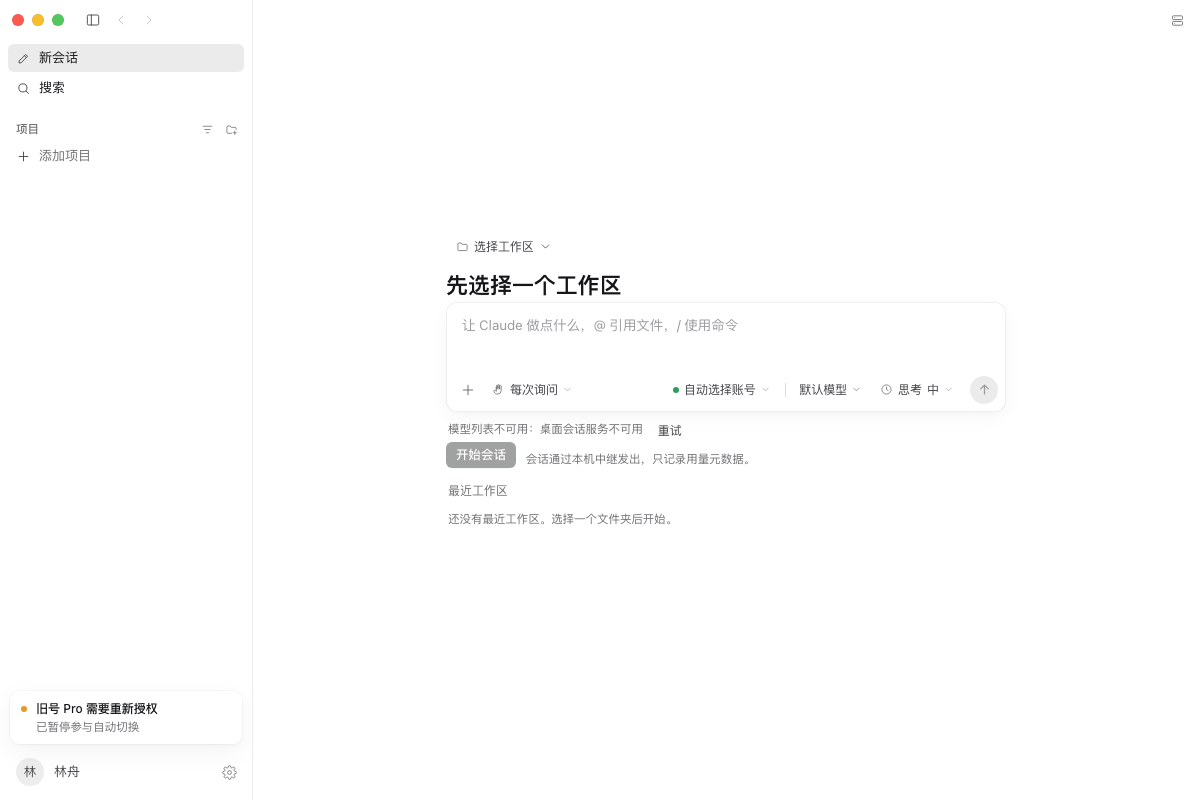 新会话
搜索
项目
添加项目
选择工作区
先选择一个工作区
让 Claude 做点什么，@ 引用文件，/ 使用命令
每次询问
自动选择账号
默认模型
思考 中
模型列表不可用：桌面会话服务不可用 重试
开始会话 会话通过本机中继发出，只记录用量元数据。
最近工作区
还没有最近工作区。选择一个文件夹后开始。
旧号 Pro 需要重新授权
已暂停参与自动切换
林 林舟